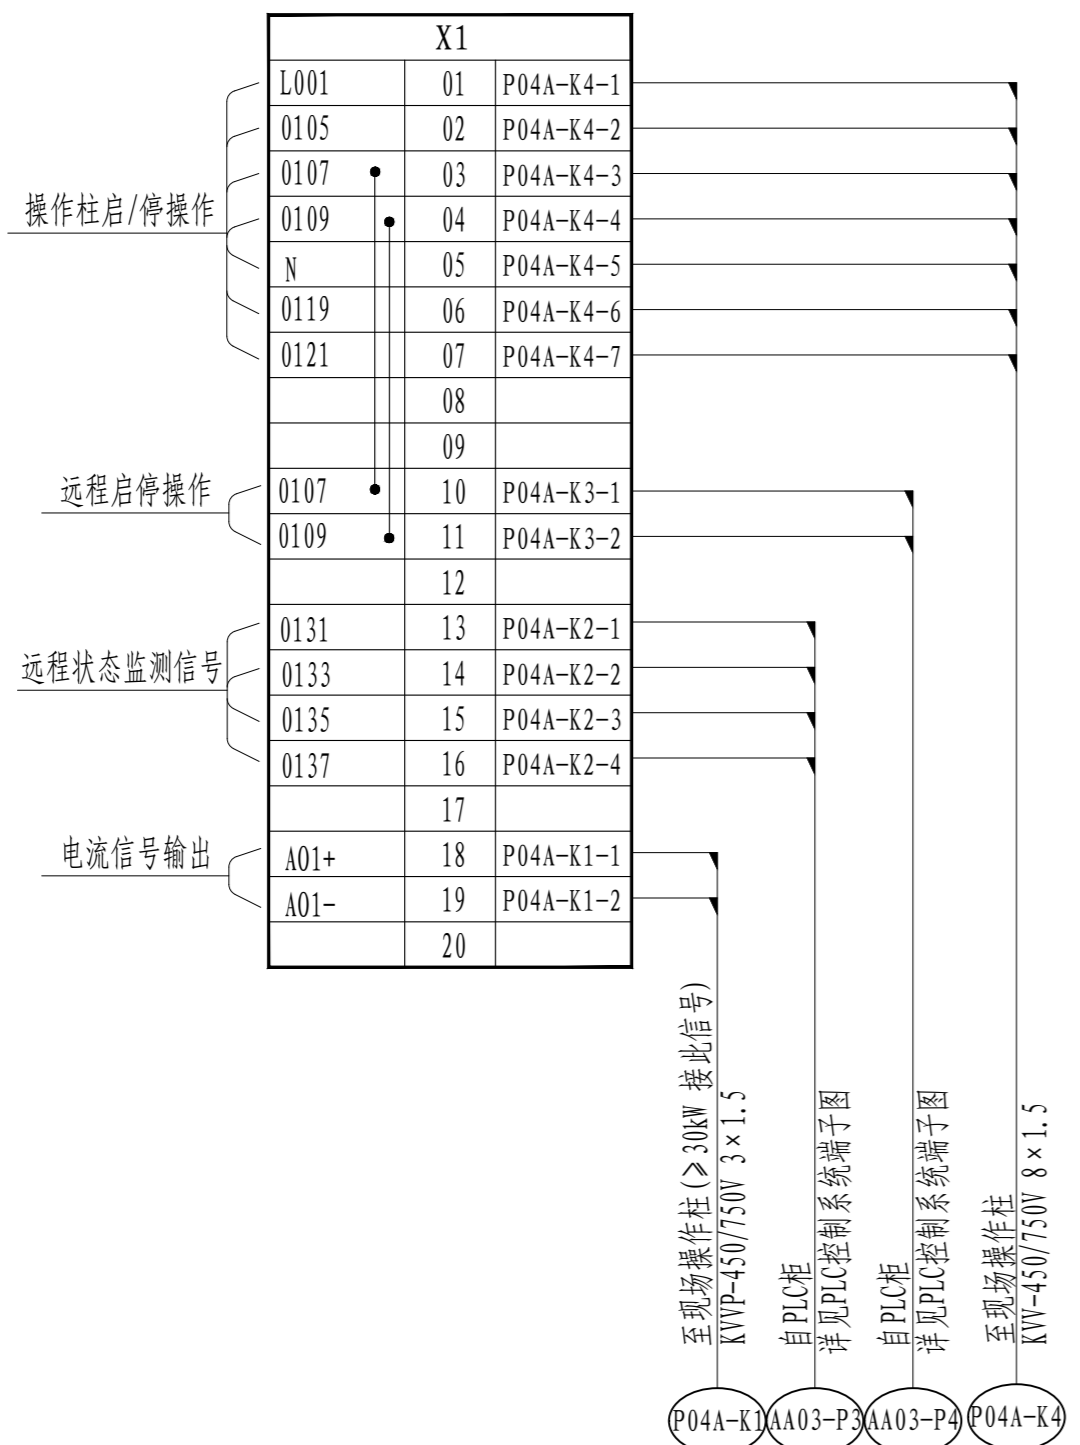 X1
L001 01 P04A-K4-1
0105 02 P04A-K4-2
0107 03 P04A-K4-3
操作柱启/停操作
0109 04 P04A-K4-4
N 05 P04A-K4-5
0119 06 P04A-K4-6
0121 07 P04A-K4-7
08
09
远程启停操作
0107 10 P04A-K3-1
0109 11 P04A-K3-2
12
0131 13 P04A-K2-1
远程状态监测信号
0133 14 P04A-K2-2
0135 15 P04A-K2-3
0137 16 P04A-K2-4
17
电流信号输出
A01+ 18 P04A-K1-1
A01- 19 P04A-K1-2
20
至现场操作柱(≥30kW 接此信号)
KVVP-450/750V 3×1.5
自PLC柜
详见PLC控制系统端子图
自PLC柜
详见PLC控制系统端子图
至现场操作柱
KVV-450/750V 8×1.5
P04A-K1
AA03-P3
AA03-P4
P04A-K4